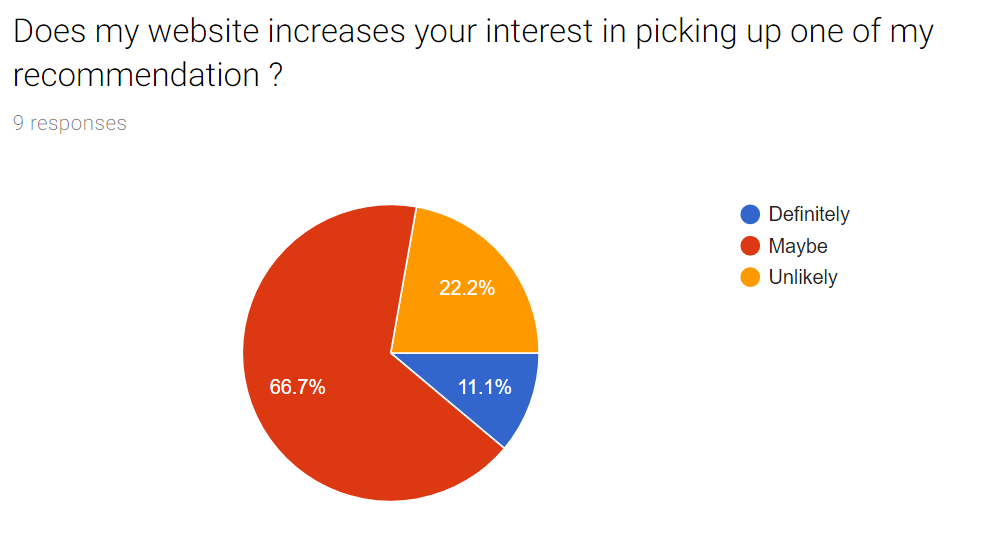 Does my website increases your interest in picking up one of my
recommendation ?
9 responses
Definitely
Maybe
Unlikely
22.2%
66.7%
11.1%